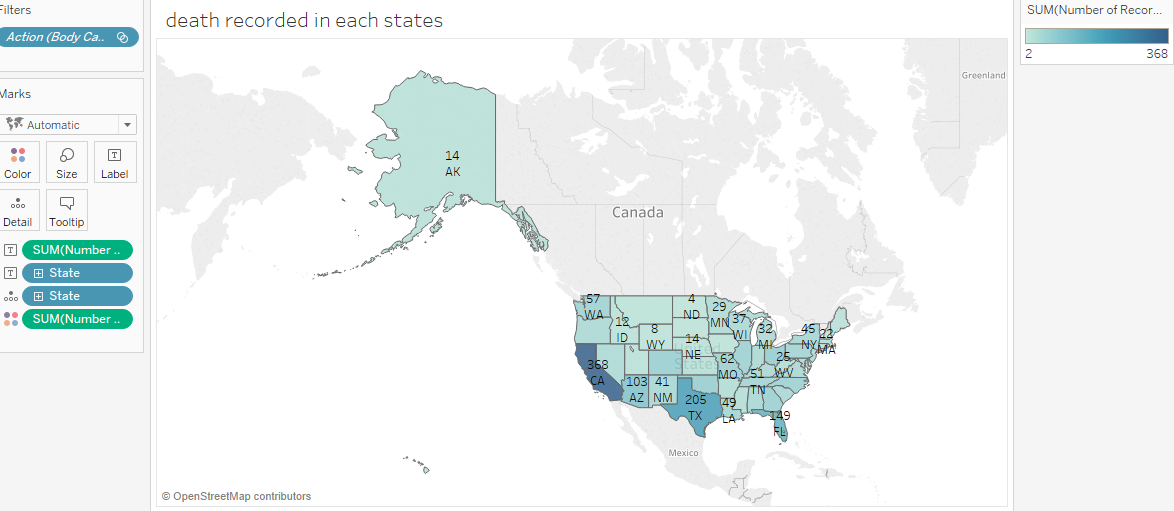 Filters
Action (Body Ca..
Marks
Automatic
Color
Size
Label
Detail
Tooltip
SUM(Number ..
State
State
SUM(Number ..
death recorded in each states
Greenland
14
AK
Canada
57
WA
4
ND
29
MN
37
WI
32
MI
45
NY
22
MA
12
ID
8
WY
14
NE
United
States
62
MO
25
WV
51
TN
368
CA
103
AZ
41
NM
205
TX
49
LA
149
FL
Mexico
© OpenStreetMap contributors
SUM(Number of Recor...
2
368